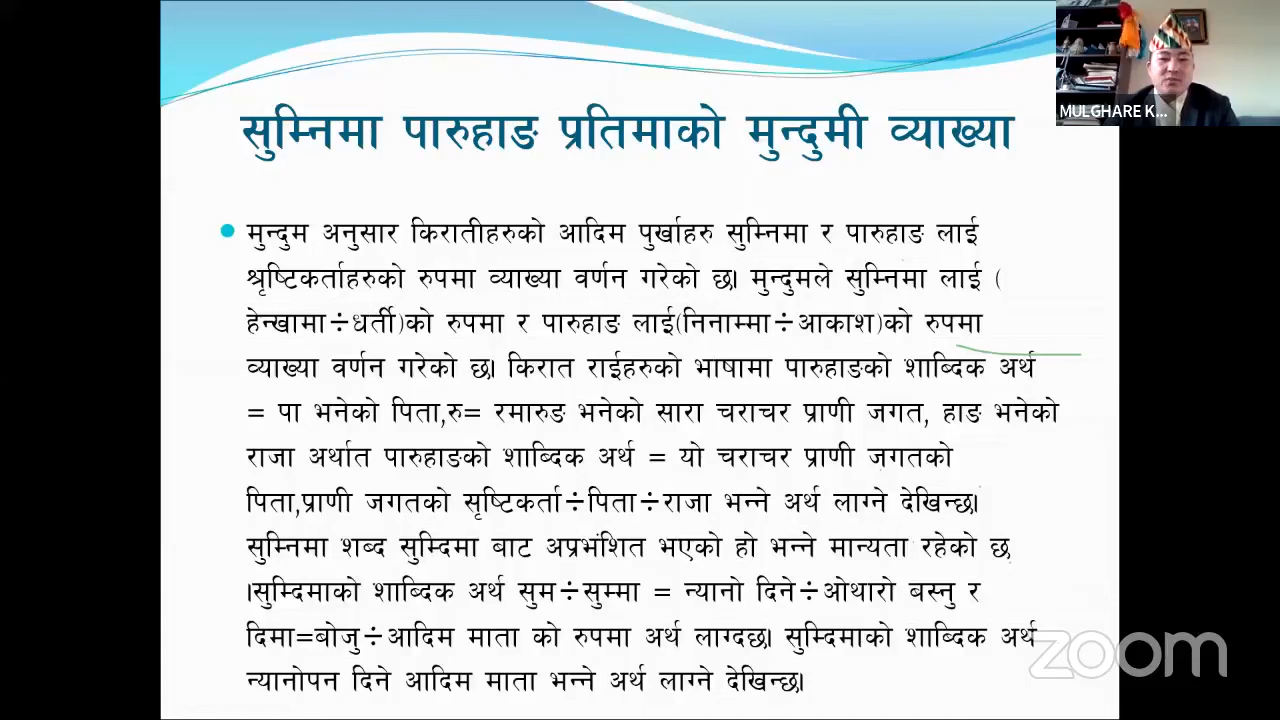 सुम्निमा पारुहाङ प्रतिमाको मुन्दुमी व्याख्या
MULGHARE K...
मुन्दुम अनुसार किरातीहरुको आदिम पुर्खाहरु सुम्निमा र पारुहाङ लाई
श्रृष्टिकर्ताहरुको रुपमा व्याख्या वर्णन गरेको छ। मुन्दुमले सुम्निमा लाई (
हेन्खामा÷धर्ती)को रुपमा र पारुहाङ लाई(निनाम्मा÷आकाश)को रुपमा
व्याख्या वर्णन गरेको छ। किरात राईहरुको भाषामा पारुहाङको शाब्दिक अर्थ
= पा भनेको पिता,रु= रमारुङ भनेको सारा चराचर प्राणी जगत, हाङ भनेको
राजा अर्थात पारुहाङको शाब्दिक अर्थ = यो चराचर प्राणी जगतको
पिता,प्राणी जगतको सृष्टिकर्ता÷पिता÷राजा भन्ने अर्थ लाग्ने देखिन्छ।
सुम्निमा शब्द सुम्दिमा बाट अप्रभंशित भएको हो भन्ने मान्यता रहेको छ
।सुम्दिमाको शाब्दिक अर्थ सुम÷सुम्मा = न्यानो दिने÷ओथारो बस्नु र
दिमा=बोजु÷आदिम माता को रुपमा अर्थ लाग्दछ। सुम्दिमाको शाब्दिक अर्थ
न्यानोपन दिने आदिम माता भन्ने अर्थ लाग्ने देखिन्छ।
zoom